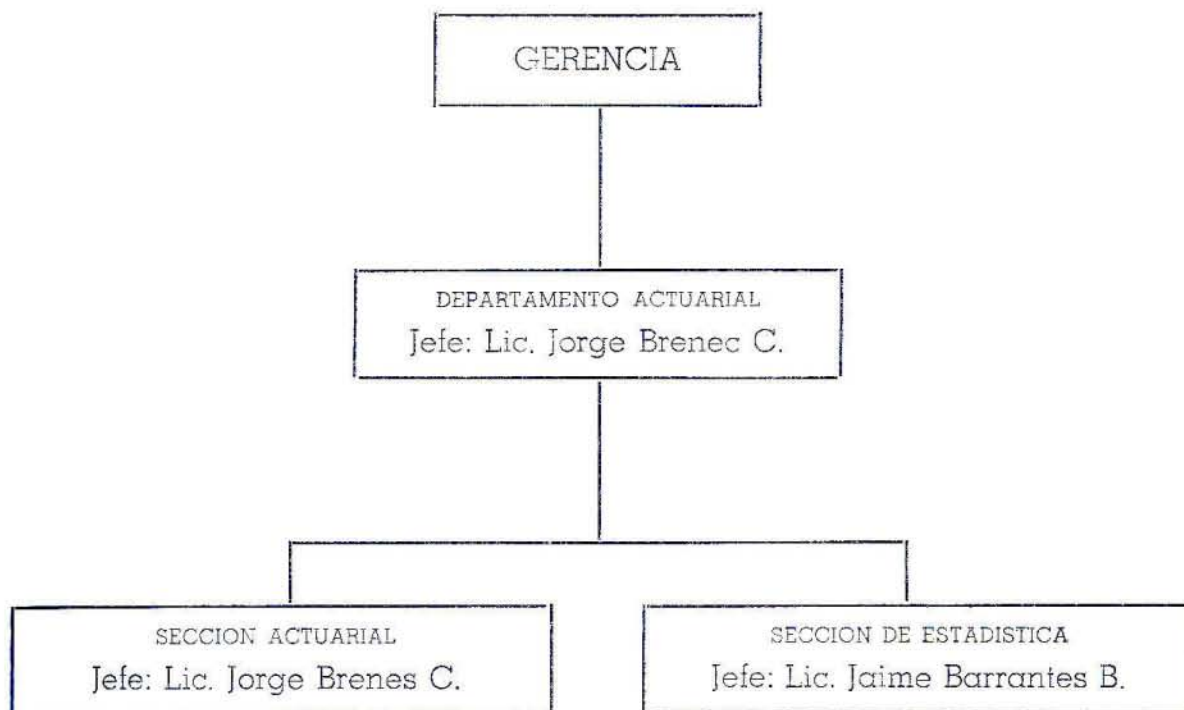 GERENCIA
DEPARTAMENTO ACTUARIAL
Jefe: Lic. Jorge Brenec C.
SECCION ACTUARIAL
Jefe: Lic. Jorge Brenes C.
SECCION DE ESTADISTICA
Jefe: Lic. Jaime Barrantes B.